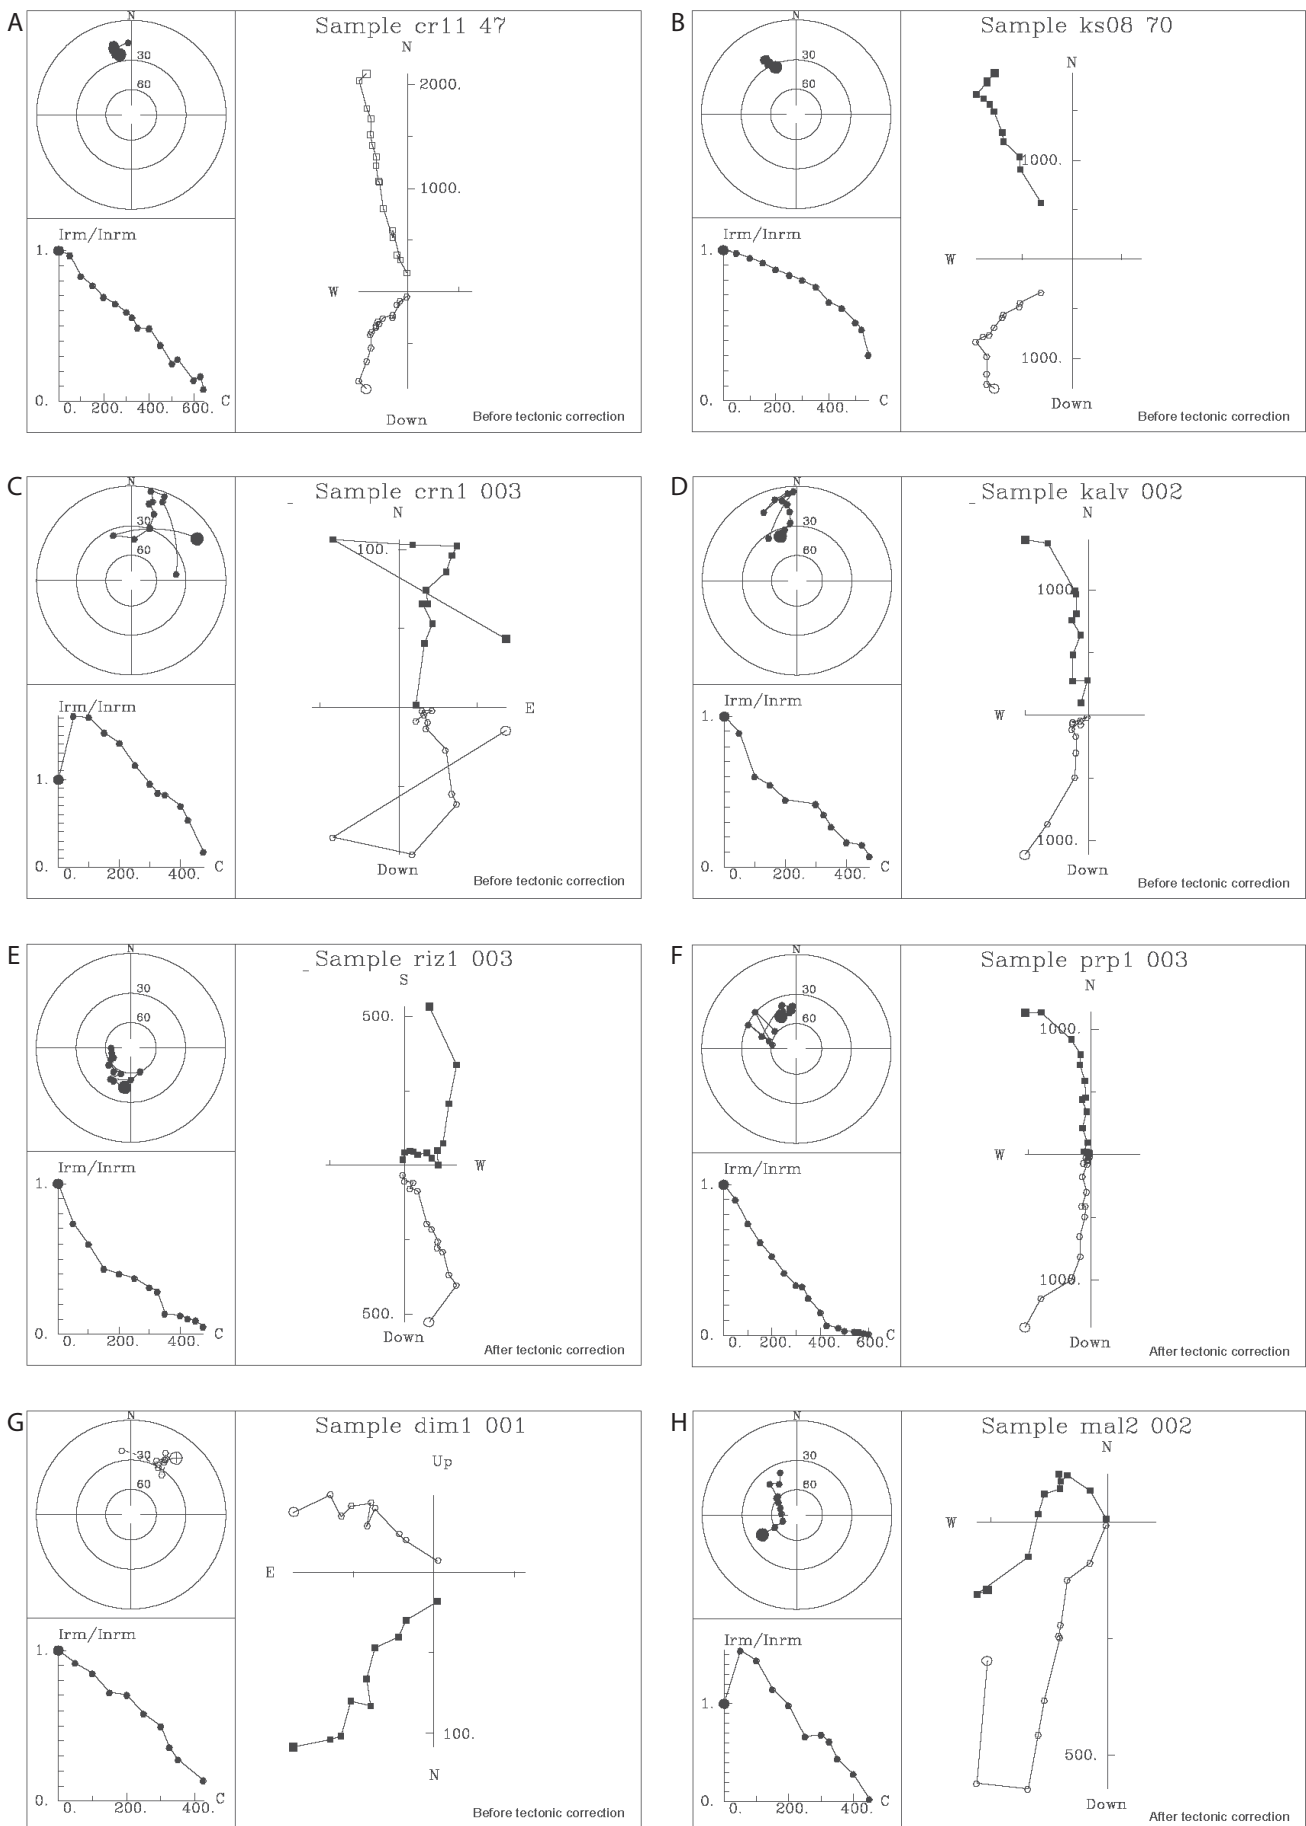 A
N
30
60
Irm/Inrm
1.
0.
0. 200. 400. 600. C
Sample cr11 47
N
2000.
1000.
W
Down
Before tectonic correction
B
N
30
60
Irm/Inrm
1.
0.
0. 200. 400. C
Sample ks08 70
N
1000.
W
1000.
Down
Before tectonic correction
C
N
30
60
Irm/Inrm
1.
0.
0. 200. 400. C
Sample crn1 003
N
100.
E
Down
Before tectonic correction
D
N
30
60
Irm/Inrm
1.
0.
0. 200. 400. C
Sample kalv 002
N
1000.
W
1000.
Down
Before tectonic correction
E
N
30
60
Irm/Inrm
1.
0.
0. 200. 400. C
Sample riz1 003
S
500.
W
500.
Down
After tectonic correction
F
N
30
60
Irm/Inrm
1.
0.
0. 200. 400. 600. C
Sample prp1 003
N
1000.
W
1000.
Down
After tectonic correction
G
N
30
60
Irm/Inrm
1.
0.
0. 200. 400. C
Sample dim1 001
Up
E
100.
N
Before tectonic correction
H
N
30
60
Irm/Inrm
1.
0.
0. 200. 400. C
Sample mal2 002
N
W
500.
Down
After tectonic correction